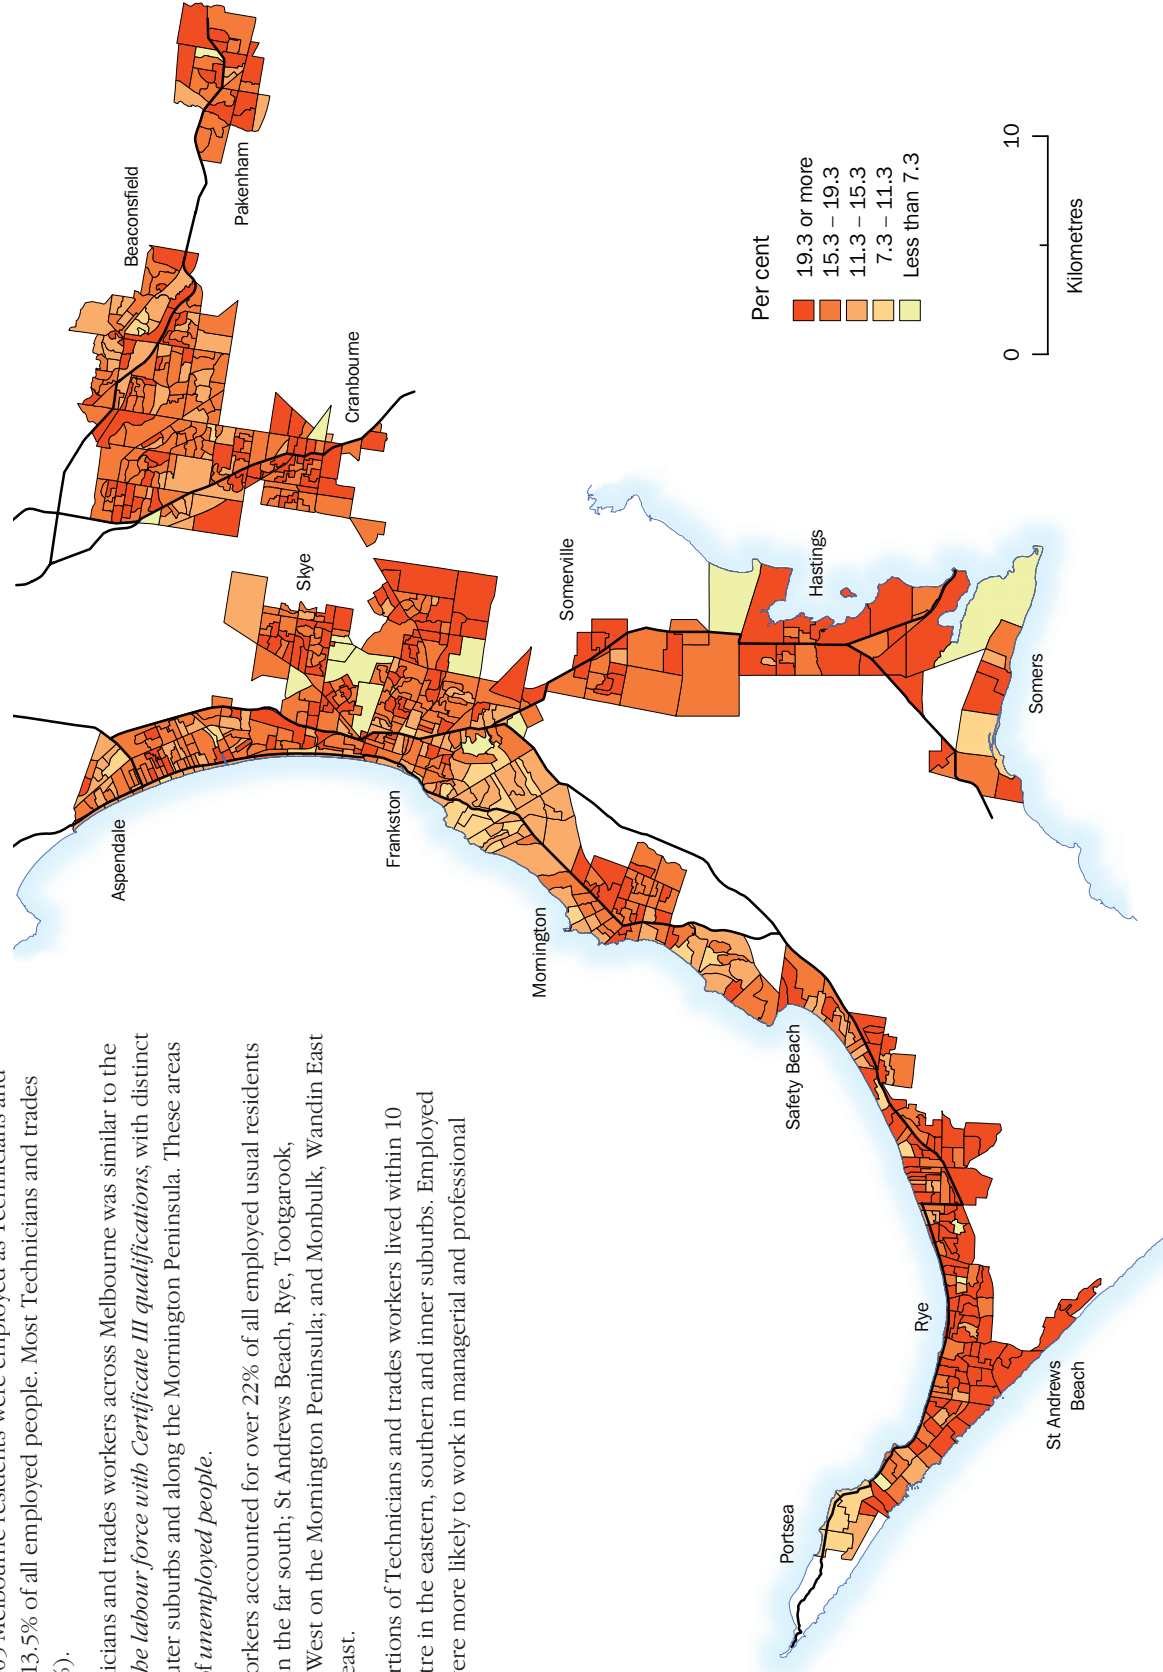 Melbourne residents were employed as Technicians and
13.5% of all employed people. Most Technicians and trades
).
icians and trades workers across Melbourne was similar to the
he labour force with Certificate III qualifications, with distinct
uter suburbs and along the Mornington Peninsula. These areas
f unemployed people.
orkers accounted for over 22% of all employed usual residents
n the far south; St Andrews Beach, Rye, Tootgarook,
West on the Mornington Peninsula; and Monbulk, Wandin East
east.
rtions of Technicians and trades workers lived within 10
tre in the eastern, southern and inner suburbs. Employed
ere more likely to work in managerial and professional
Aspendale
Beaconsfield
Pakenham
Skye
Cranbourne
Frankston
Mornington
Somerville
Portsea
Safety Beach
Hastings
Rye
Somers
St Andrews
Beach
Per cent
19.3 or more
15.3 – 19.3
11.3 – 15.3
7.3 – 11.3
Less than 7.3
0
10
Kilometres